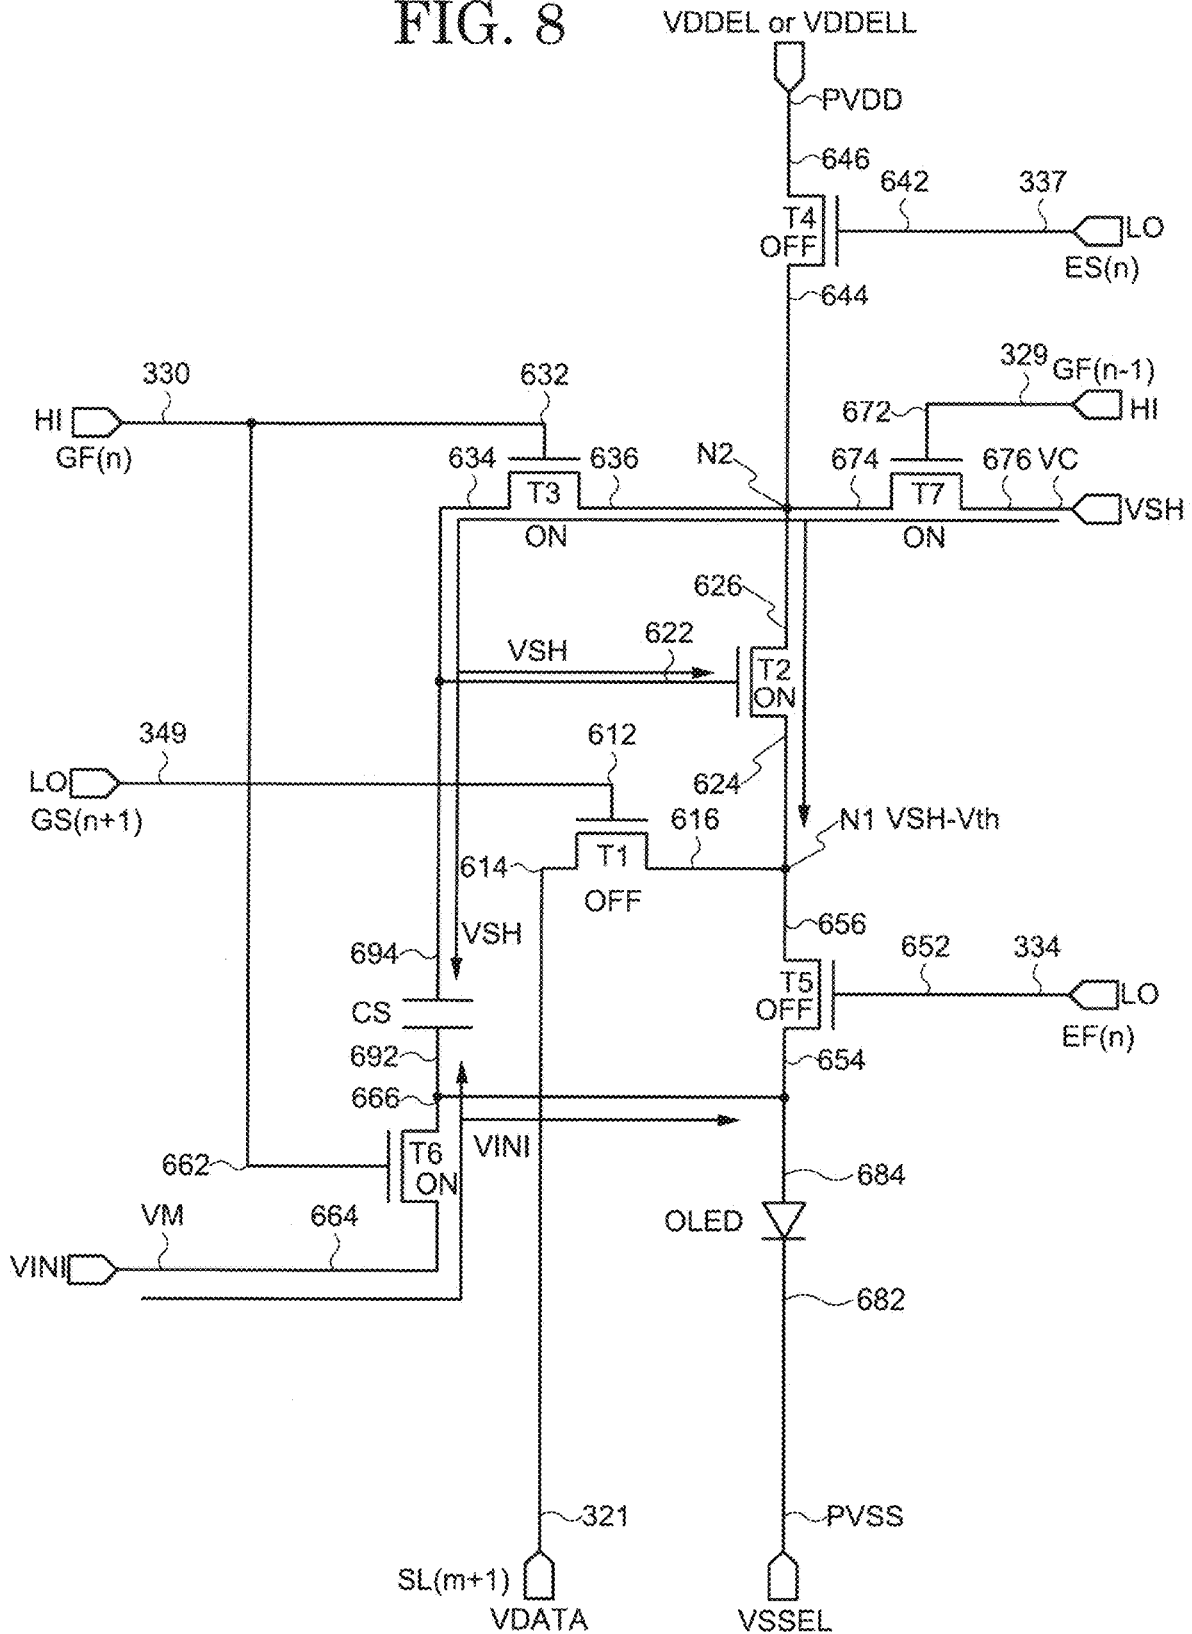 FIG. 8
VDDEL or VDDELL
PVDD
646
642
337
T4
OFF
LO
ES(n)
644
329
GF(n-1)
HI
672
330
632
HI
GF(n)
634
636
N2
674
676
VC
T3
T7
VSH
ON
ON
626
622
VSH
T2
ON
349
612
624
LO
GS(n+1)
616
N1 VSH-Vth
T1
614
OFF
656
VSH
694
652
334
T5
OFF
LO
EF(n)
CS
692
654
666
VINI
T6
ON
662
684
VM
664
OLED
VINI
682
321
PVSS
SL(m+1)
VDATA
VSSEL